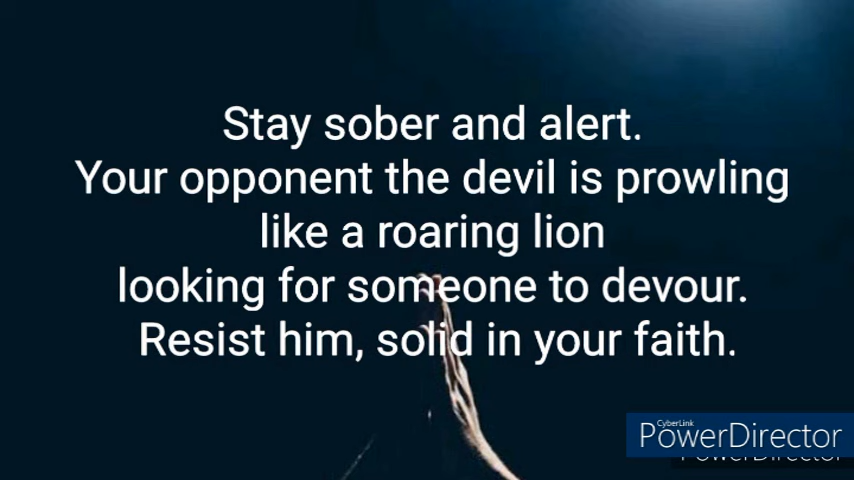 Stay sober and alert.
Your opponent the devil is prowling
like a roaring lion
looking for someone to devour.
Resist him, solid in your faith.
CyberLink
PowerDirector
PowerDirector